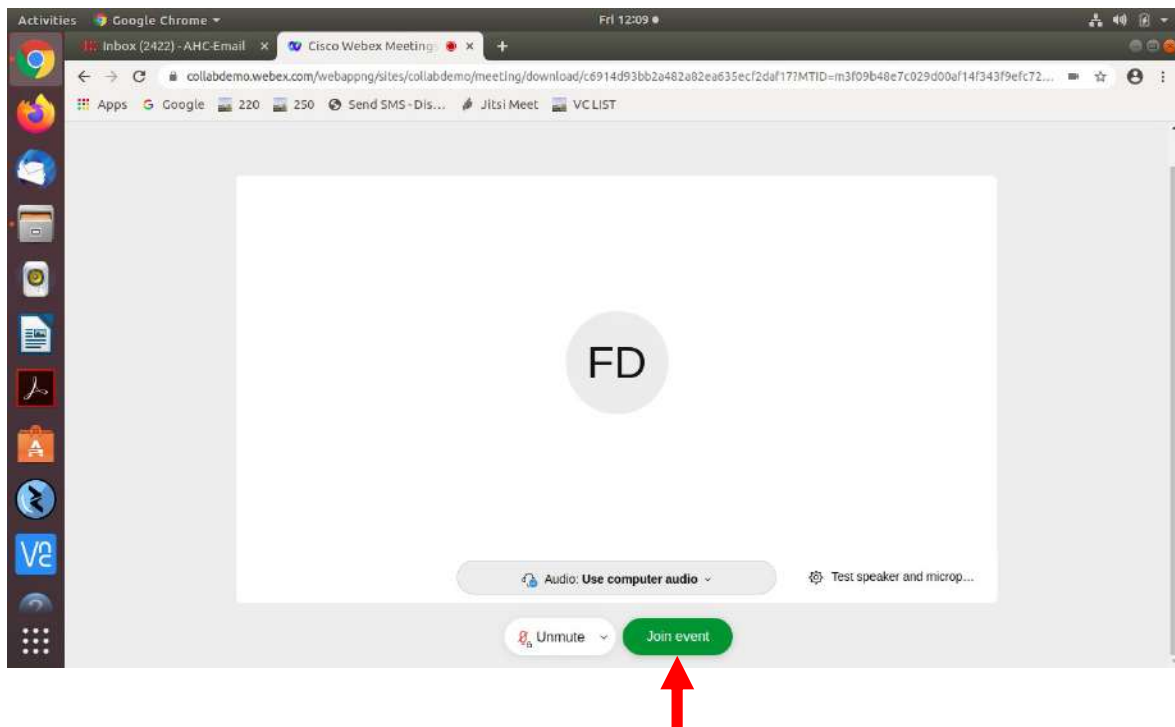 Activities Google Chrome Fri 12:09
Inbox (2422) - AHC-Email Cisco Webex Meetings
collabdemo.webex.com/webappng/sites/collabdemo/meeting/download/c6914d93bb2a482a82ea635ecf2daf17?MTID=m3f09b48e7c029d00af14f343f9efc72...
Apps Google 220 250 Send SMS - Dis... Jitsi Meet VC LIST
FD
Audio: Use computer audio Test speaker and microp...
Unmute Join event